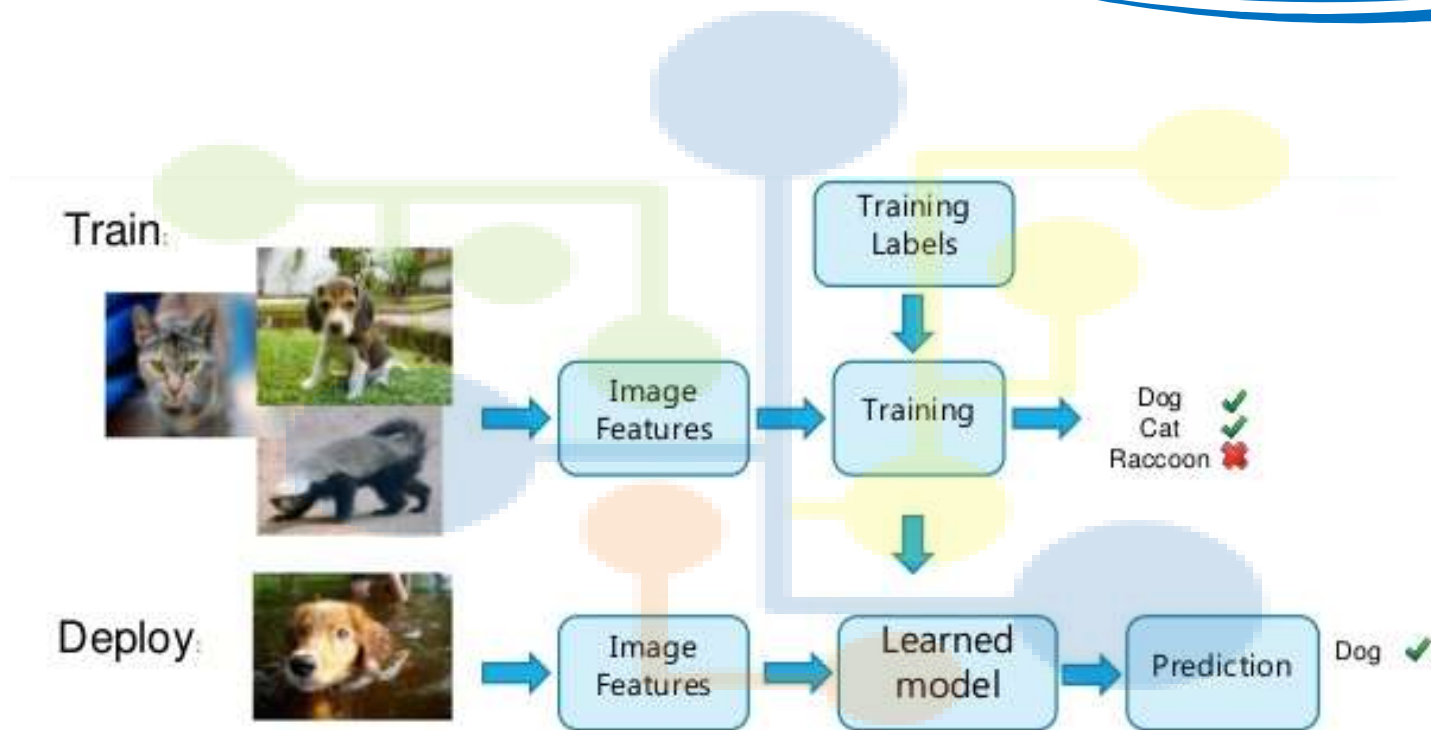 Train:
Training
Labels
Image
Features
Training
Dog
Cat
Raccoon
Deploy:
Image
Features
Learned
model
Prediction
Dog